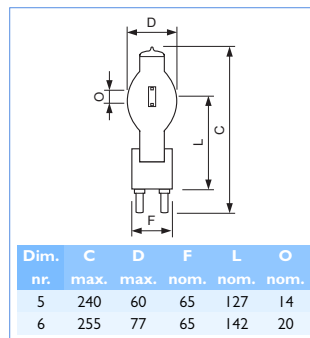 D
O
L
C
F
Dim. C D F L O
nr. max. max. nom. nom. nom.
5 240 60 65 127 14
6 255 77 65 142 20